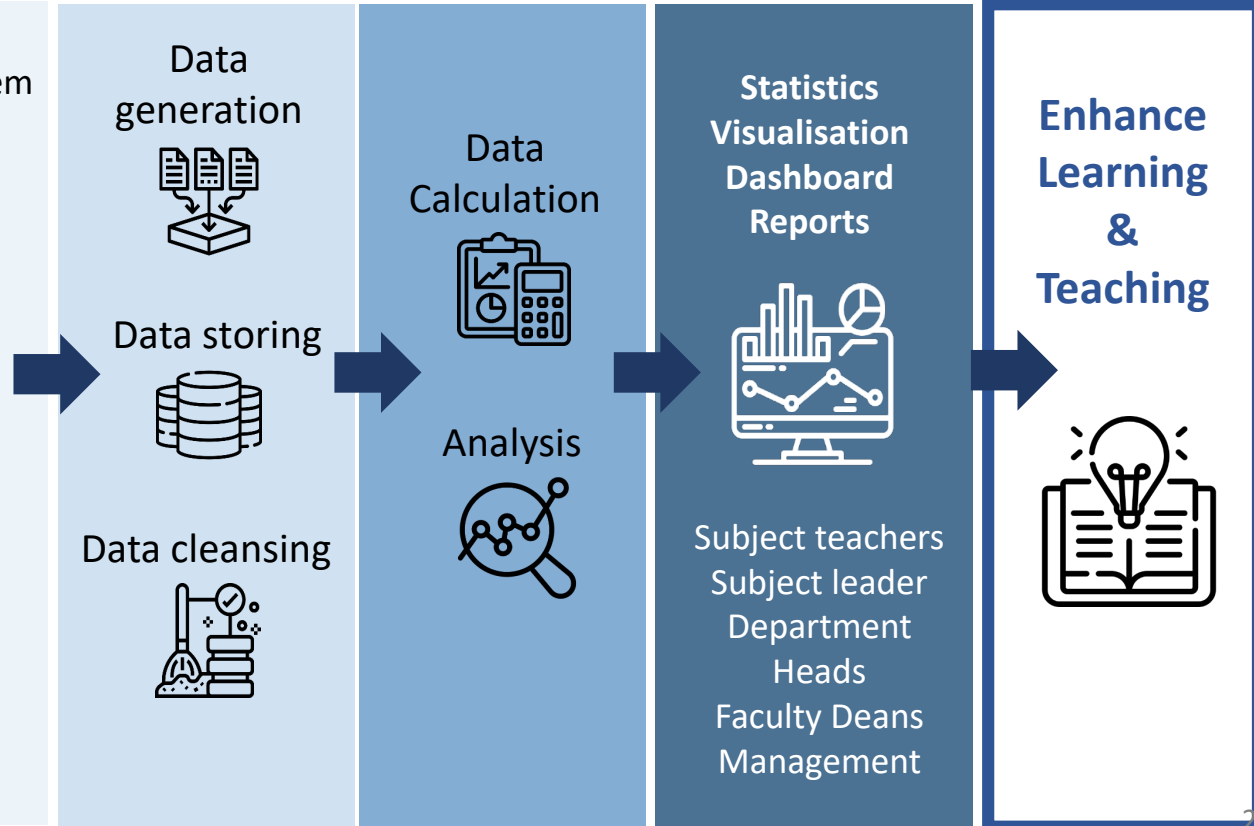 em
Data
generation
Data storing
Data cleansing
Data
Calculation
Analysis
Statistics
Visualisation
Dashboard
Reports
Subject teachers
Subject leader
Department
Heads
Faculty Deans
Management
Enhance
Learning
&
Teaching